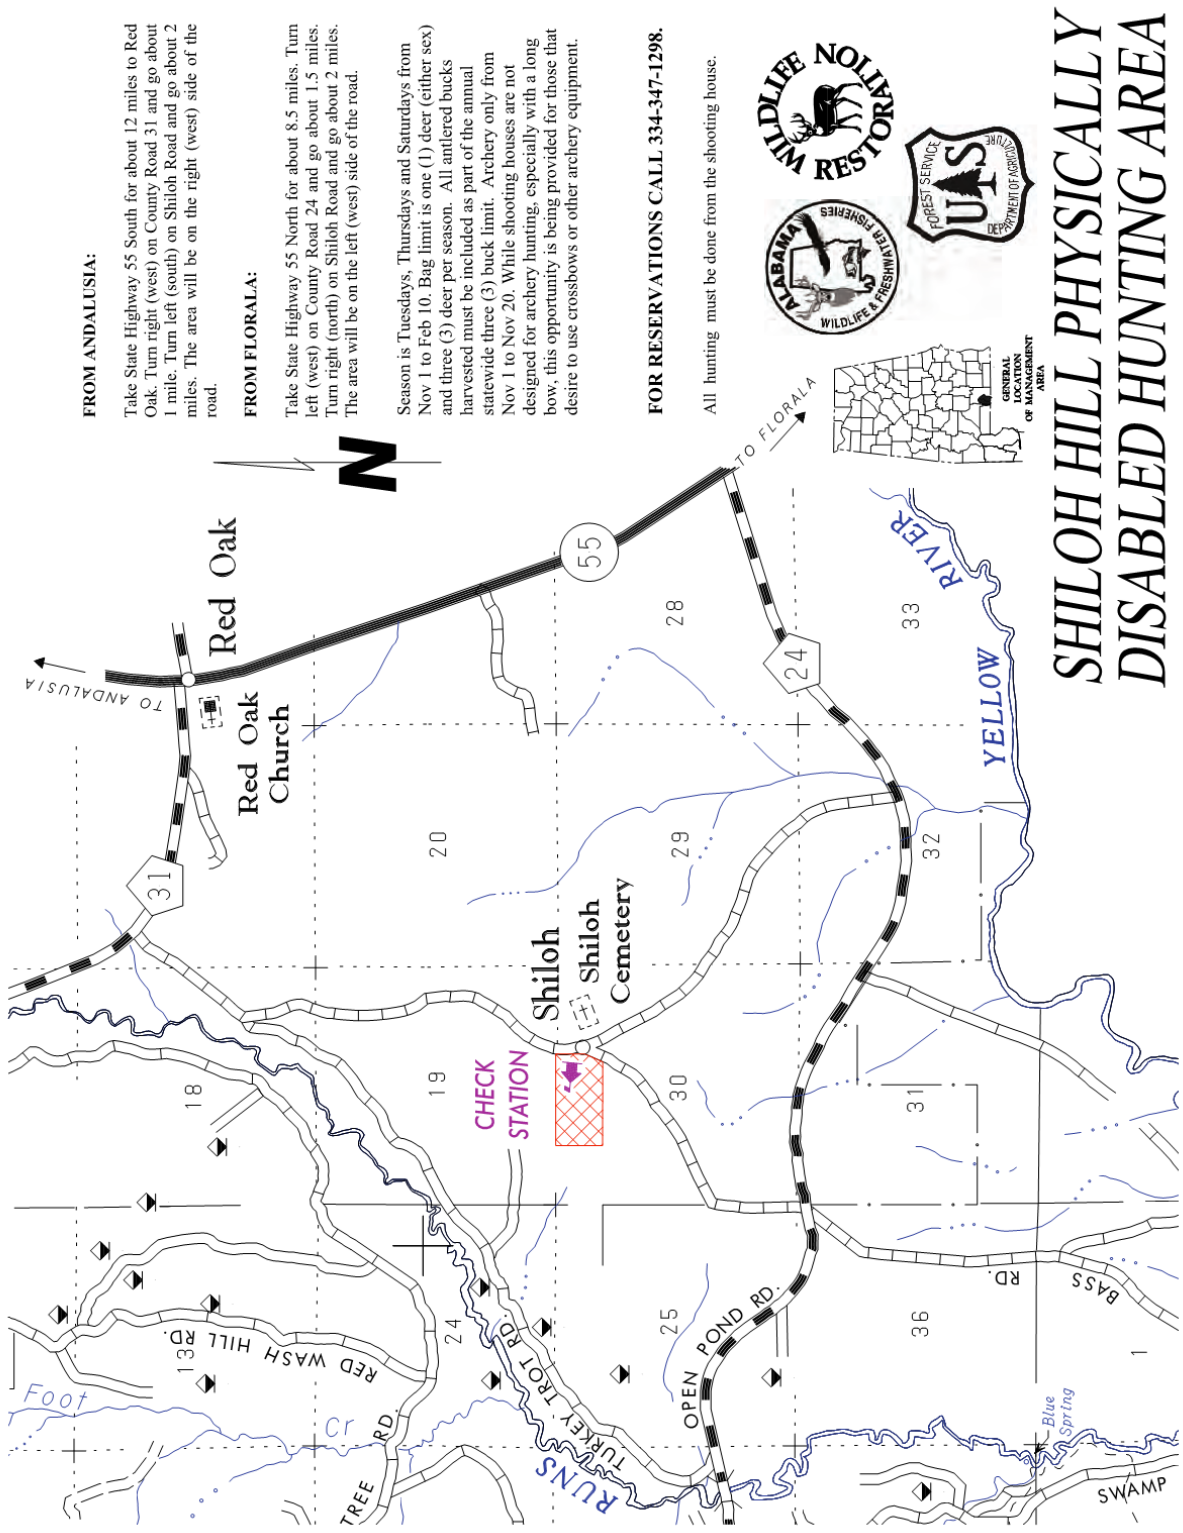 FROM ANDALUSIA:
Take State Highway 55 South for about 12 miles to Red
Oak. Turn right (west) on County Road 31 and go about
1 mile. Turn left (south) on Shiloh Road and go about 2
miles. The area will be on the right (west) side of the
road.
FROM FLORALA:
Take State Highway 55 North for about 8.5 miles. Turn
left (west) on County Road 24 and go about 1.5 miles.
Turn right (north) on Shiloh Road and go about 2 miles.
The area will be on the left (west) side of the road.
Season is Tuesdays, Thursdays and Saturdays from
Nov 1 to Feb 10. Bag limit is one (1) deer (either sex)
and three (3) deer per season. All antlered bucks
harvested must be included as part of the annual
statewide three (3) buck limit. Archery only from
Nov 1 to Nov 20. While shooting houses are not
designed for archery hunting, especially with a long
bow, this opportunity is being provided for those that
desire to use crossbows or other archery equipment.
FOR RESERVATIONS CALL 334-347-1298.
All hunting must be done from the shooting house.
WILDLIFE
RESTORATION
ALABAMA
WILDLIFE & FRESHWATER FISHERIES
FOREST SERVICE
UAS
DEPARTMENT OF AGRICULTURE
GENERAL
LOCATION
OF MANAGEMENT
AREA
SHILOH HILL PHYSICALLY
DISABLED HUNTING AREA
N
TO ANDALUSIA
Red Oak
Red Oak
Church
31
55
TO FLORALA
24
28
33
20
29
32
YELLOW
RIVER
Shiloh
Shiloh
Cemetery
CHECK
STATION
18
19
30
31
13
24
25
36
1
RED WASH HILL RD.
TURKEY TROT RD.
OPEN POND RD.
BASS
RD.
Foot
Cr
TREE RD.
RUNS
Blue
Spring
SWAMP